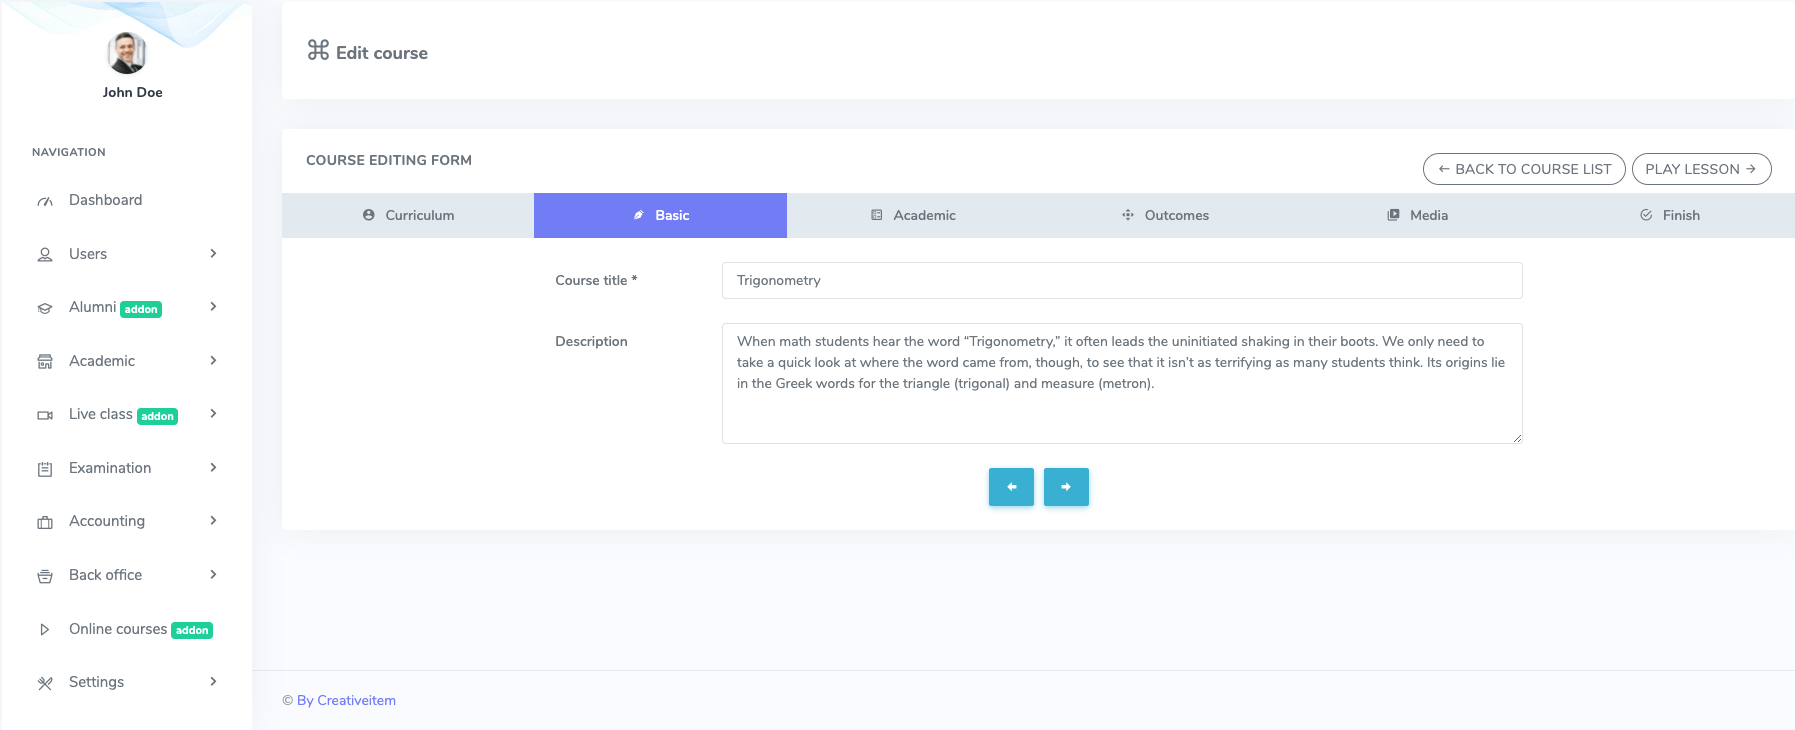 John Doe
NAVIGATION
Dashboard
Users
Alumni addon
Academic
Live class addon
Examination
Accounting
Back office
Online courses addon
Settings
Edit course
COURSE EDITING FORM
← BACK TO COURSE LIST
PLAY LESSON →
Curriculum
Basic
Academic
Outcomes
Media
Finish
Course title *
Trigonometry
Description
When math students hear the word “Trigonometry,” it often leads the uninitiated shaking in their boots. We only need to
take a quick look at where the word came from, though, to see that it isn’t as terrifying as many students think. Its origins lie
in the Greek words for the triangle (trigonal) and measure (metron).
© By Creativeitem